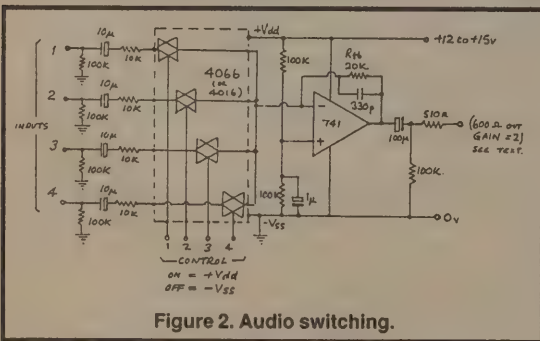 +Vdd
+12 to +15v
1
10µ
100K
10K
100K
Rfb
20K
330p
4066
(OR
4016)
2
10µ
100K
10K
-
741
+
100µ
510R
(600Ω OUT
GAIN = 2)
SEE TEXT.
INPUTS
3
10µ
100K
10K
100K
1µ
100K.
4
10µ
100K
10K
-Vss
0v
1 2 3 4
CONTROL
ON = +Vdd
OFF = -Vss
Figure 2. Audio switching.